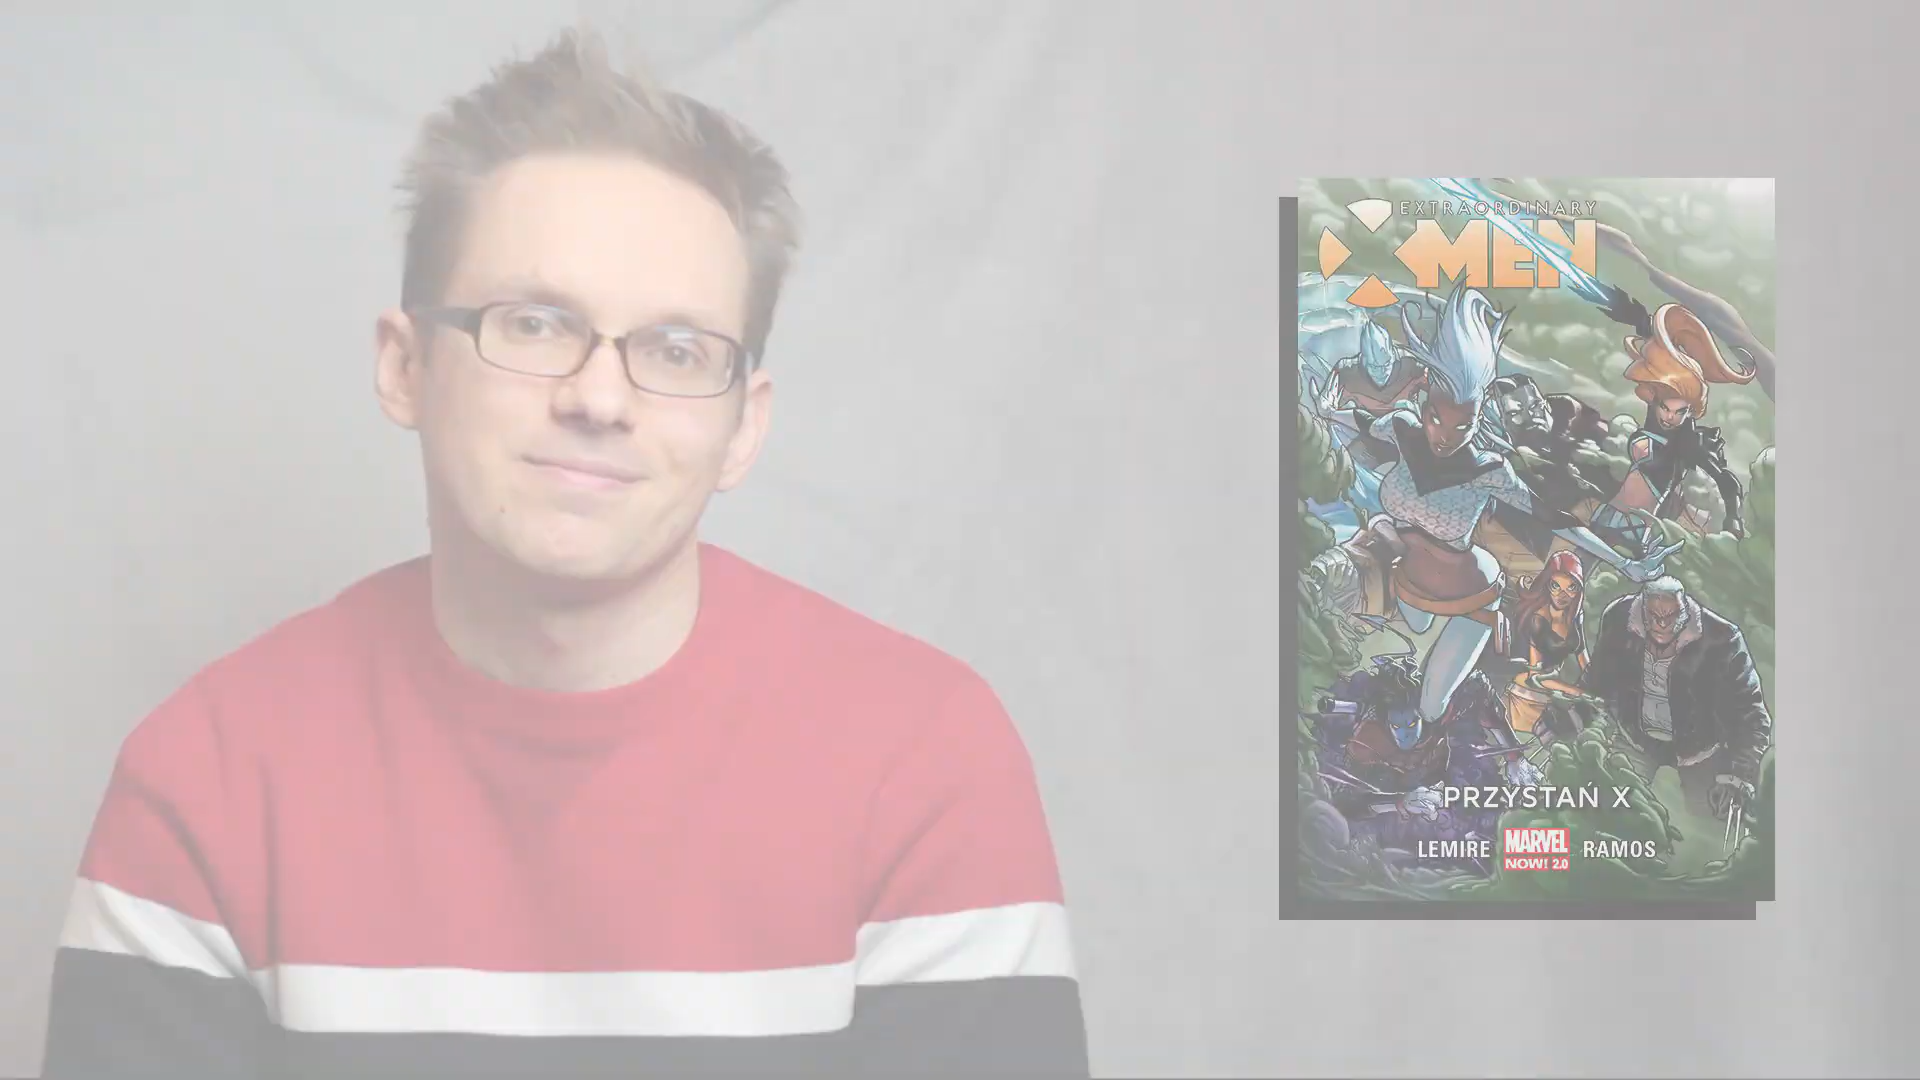 EXTRAORDINARY
X-MEN
PRZYSTAŃ X
LEMIRE MARVEL RAMOS
NOW! 2.0